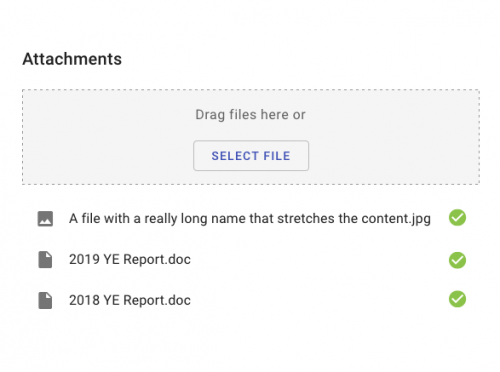 Attachments
Drag files here or
SELECT FILE
A file with a really long name that stretches the content.jpg
2019 YE Report.doc
2018 YE Report.doc